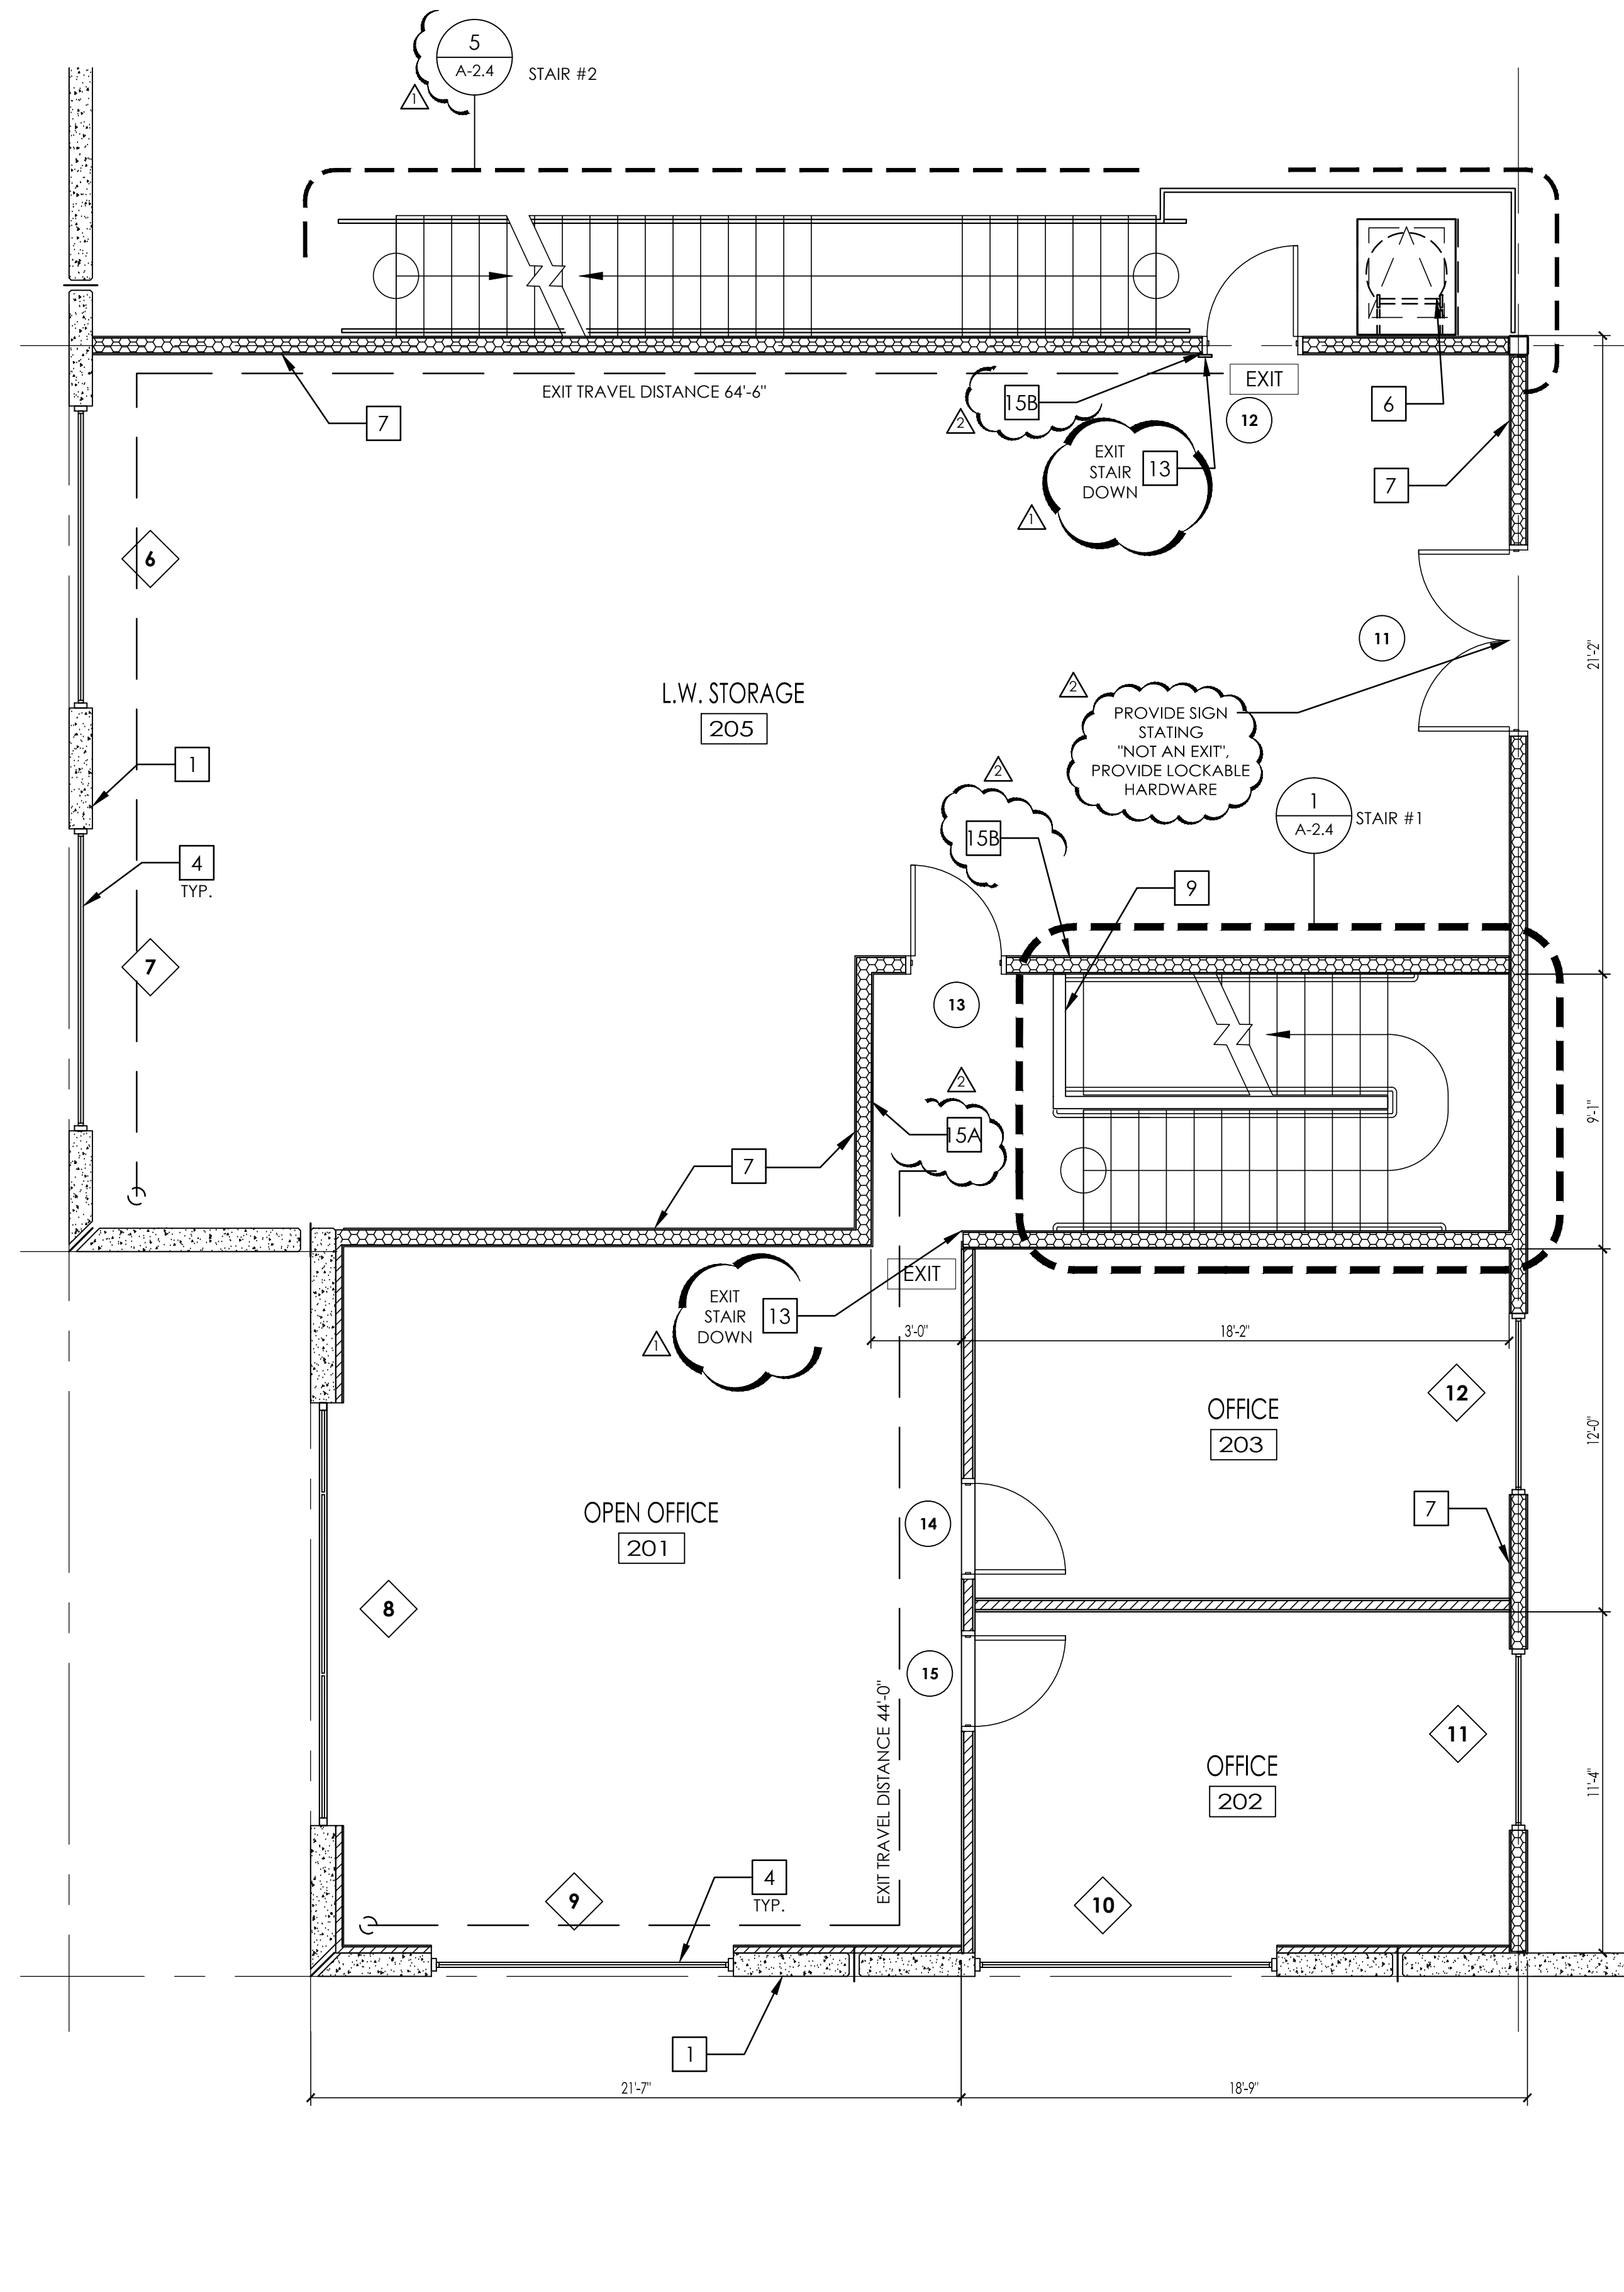 5
A-2.4
STAIR #2
1
EXIT TRAVEL DISTANCE 64'-6"
7
15B
2
EXIT
12
6
EXIT
STAIR
DOWN
13
1
7
6
11
21'-2"
L.W. STORAGE
205
2
PROVIDE SIGN
STATING
"NOT AN EXIT",
PROVIDE LOCKABLE
HARDWARE
1
2
1
A-2.4
STAIR #1
15B
4
TYP.
9
7
13
2
15A
9'-1"
7
EXIT
EXIT
STAIR
DOWN
13
1
3'-0"
18'-2"
12
OFFICE
203
12'-0"
OPEN OFFICE
201
14
7
8
15
EXIT TRAVEL DISTANCE 44'-0"
11
OFFICE
202
11'-4"
4
TYP.
9
10
1
21'-7"
18'-9"